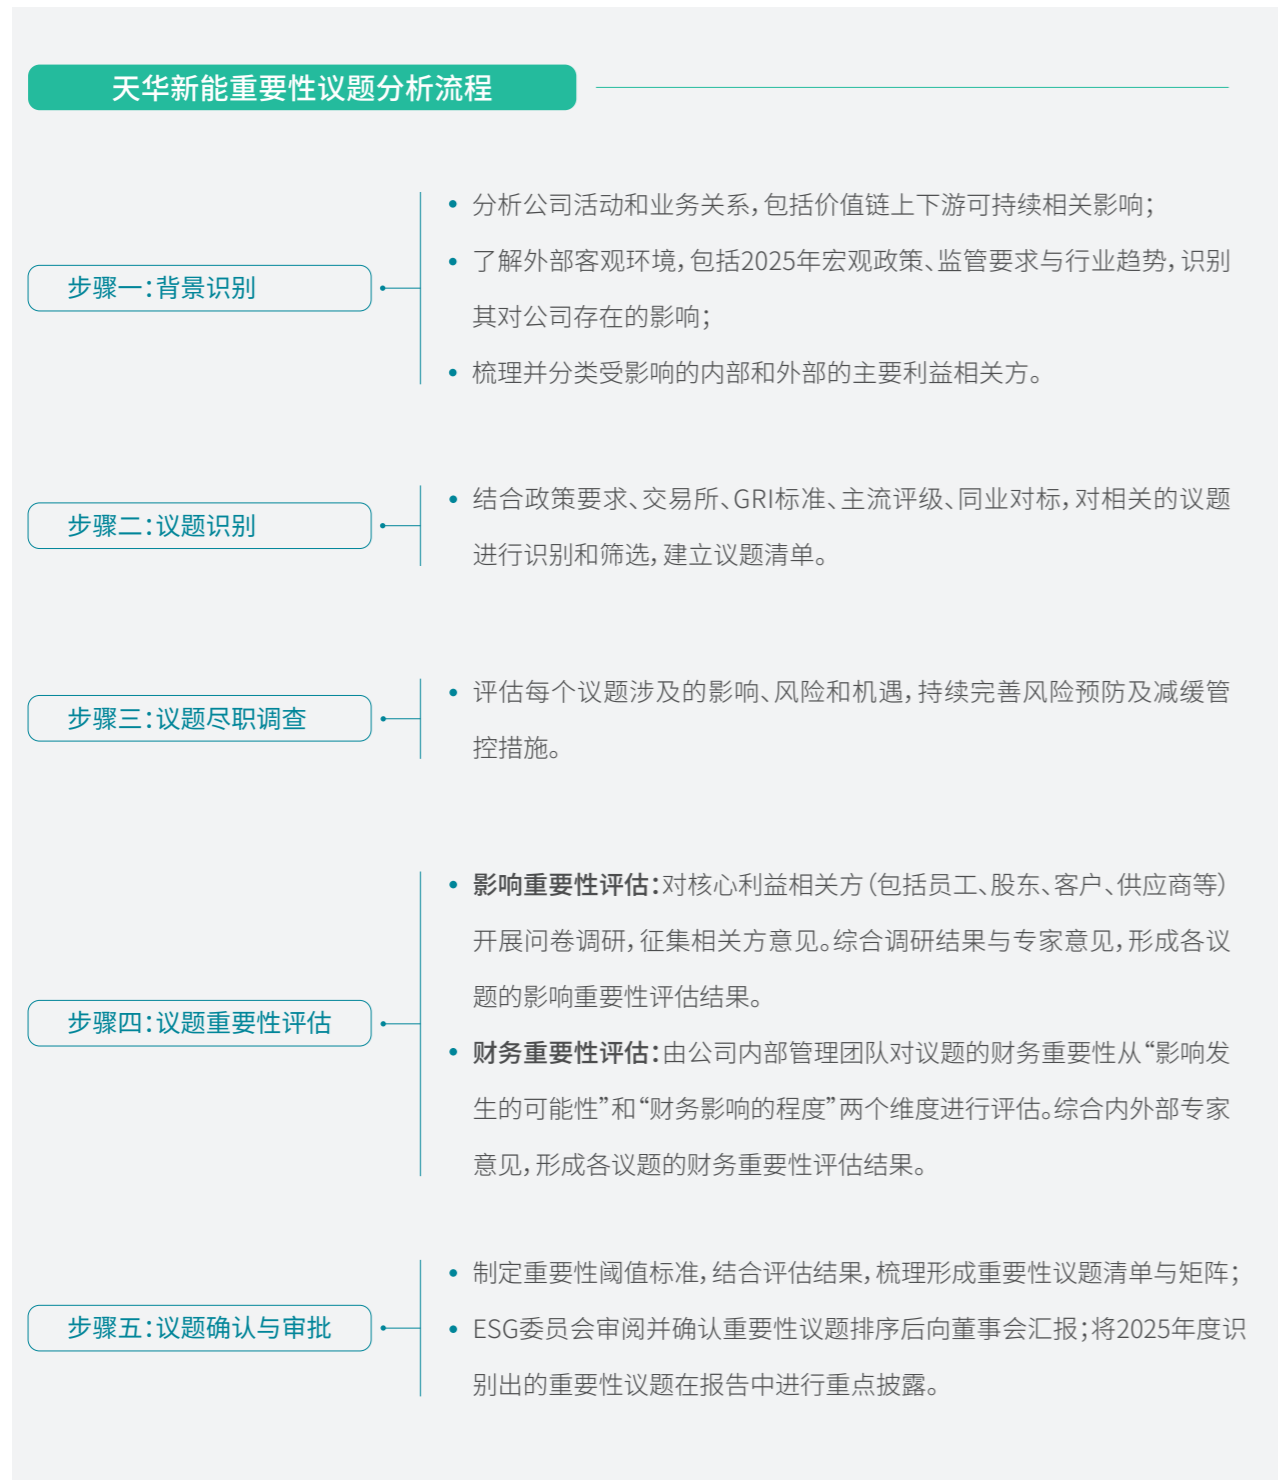 天华新能重要性议题分析流程
步骤一：背景识别
• 分析公司活动和业务关系，包括价值链上下游可持续相关影响；
• 了解外部客观环境，包括2025年宏观政策、监管要求与行业趋势，识别
其对公司存在的影响；
• 梳理并分类受影响的内部和外部的主要利益相关方。
步骤二：议题识别
• 结合政策要求、交易所、GRI标准、主流评级、同业对标，对相关的议题
进行识别和筛选，建立议题清单。
步骤三：议题尽职调查
• 评估每个议题涉及的影响、风险和机遇，持续完善风险预防及减缓管
控措施。
步骤四：议题重要性评估
• 影响重要性评估：对核心利益相关方（包括员工、股东、客户、供应商等）
开展问卷调研，征集相关方意见。综合调研结果与专家意见，形成各议
题的影响重要性评估结果。
• 财务重要性评估：由公司内部管理团队对议题的财务重要性从“影响发
生的可能性”和“财务影响的程度”两个维度进行评估。综合内外部专家
意见，形成各议题的财务重要性评估结果。
步骤五：议题确认与审批
• 制定重要性阈值标准，结合评估结果，梳理形成重要性议题清单与矩阵；
• ESG委员会审阅并确认重要性议题排序后向董事会汇报；将2025年度识
别出的重要性议题在报告中进行重点披露。